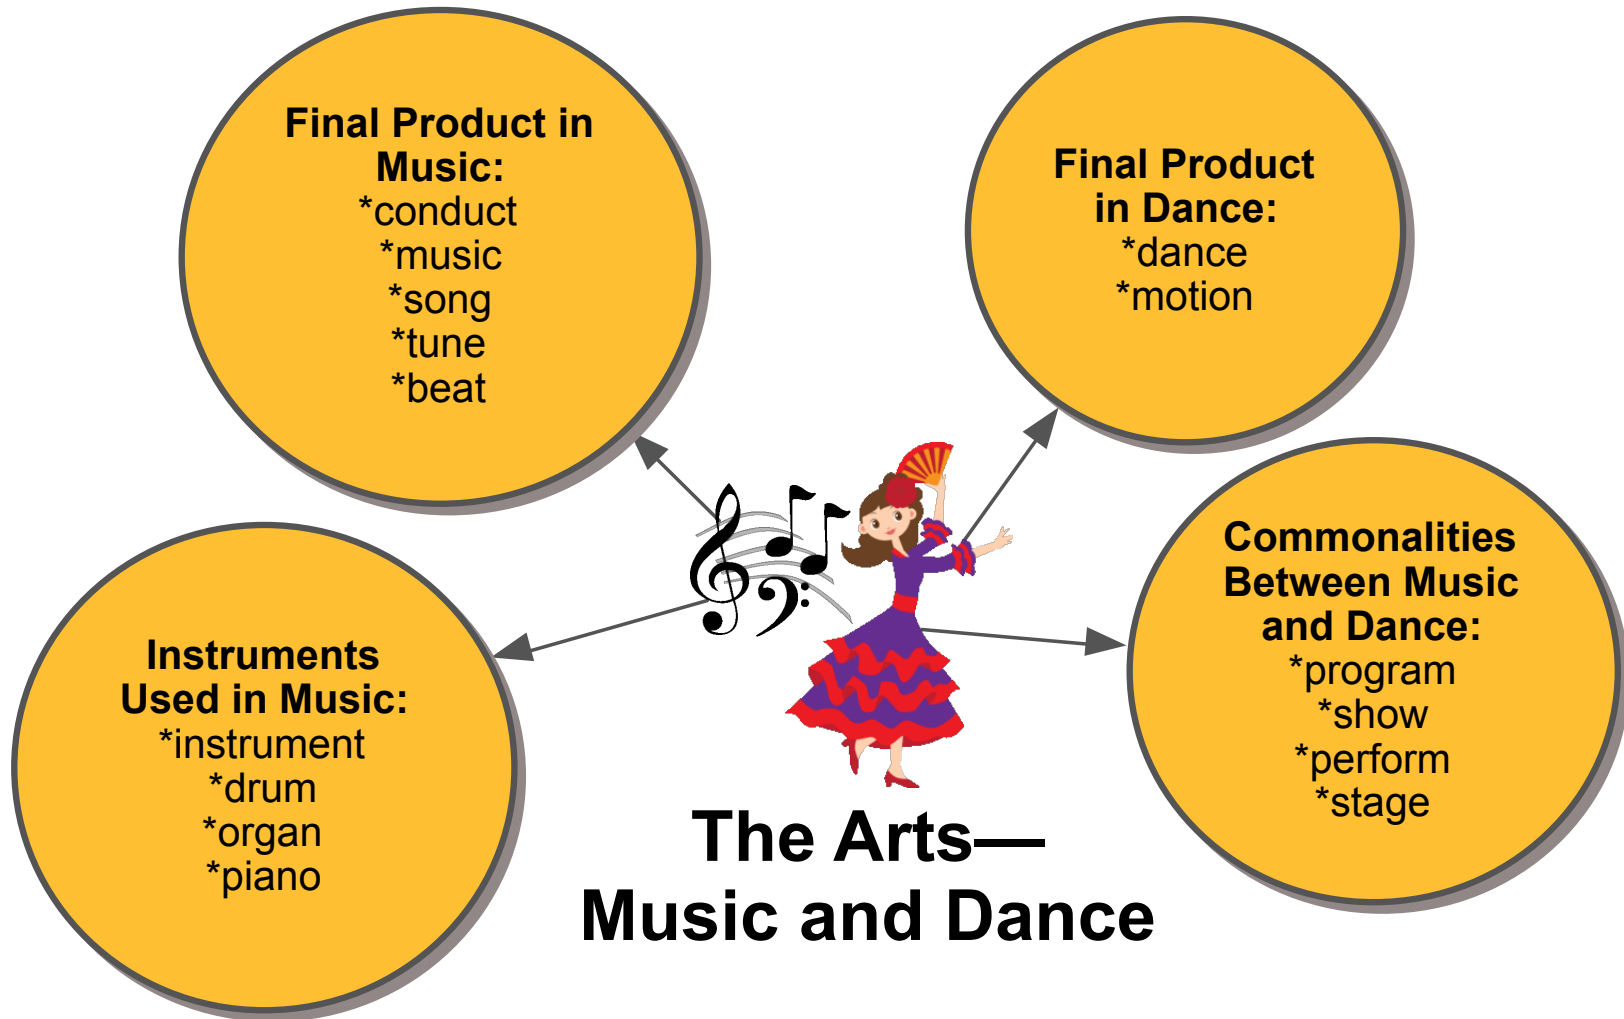 Final Product in
Music:
*conduct
*music
*song
*tune
*beat
Final Product
in Dance:
*dance
*motion
Instruments
Used in Music:
*instrument
*drum
*organ
*piano
Commonalities
Between Music
and Dance:
*program
*show
*perform
*stage
The Arts—
Music and Dance